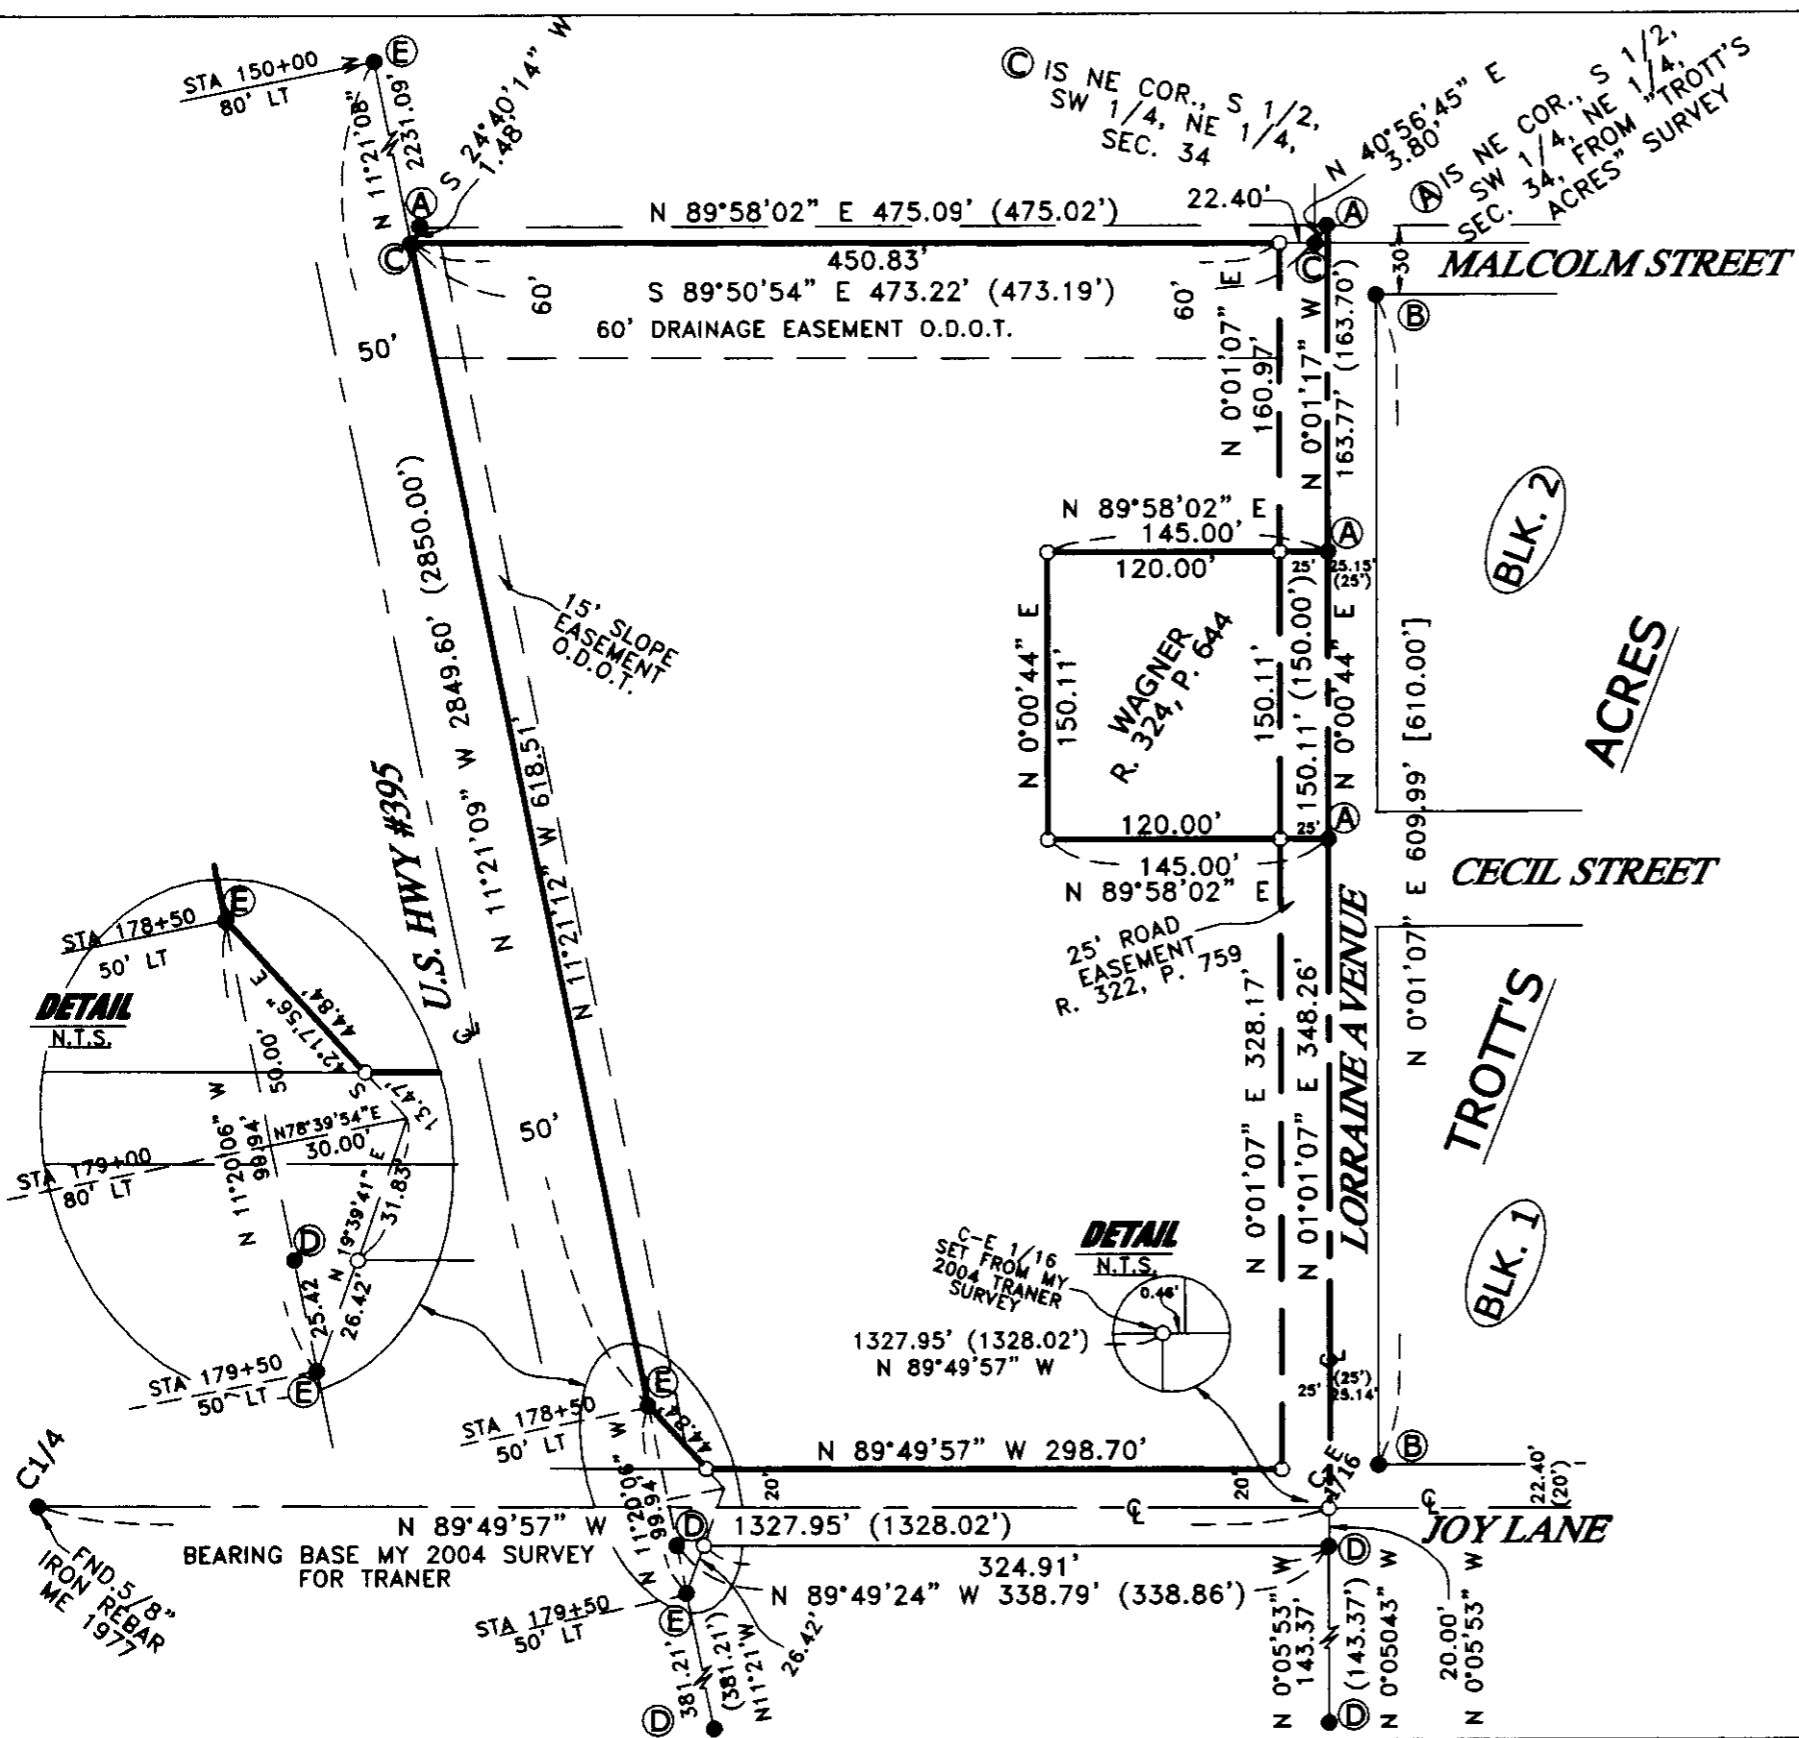 STA 150+00
80' LT
E
N 11°21'08" W
2231.09'
S 24°40'14" W
1.48'
A
C
C IS NE COR., S 1/2,
SW 1/4, NE 1/4,
SEC. 34
N 40°56'45" E
3.80'
A IS NE COR., S 1/2,
SW 1/4, NE 1/4,
SEC. 34, FROM "TROTT'S
ACRES" SURVEY
N 89°58'02" E 475.09' (475.02')
22.40'
A
C
450.83'
S 89°50'54" E 473.22' (473.19')
60'
60'
60' DRAINAGE EASEMENT O.D.O.T.
30'
MALCOLM STREET
B
50'
N 0°01'07" E
160.97'
N 0°01'17" W
163.77' (163.70')
N 11°21'09" W 2849.60' (2850.00')
15' SLOPE
EASEMENT
O.D.O.T.
N 11°21'12" W 618.51'
U.S. HWY #395
N 89°58'02" E
145.00'
120.00'
A
25'
25.15'
(25')
N 0°00'44" E
150.11'
WAGNER
R. 324, P. 644
150.11'
150.11' (150.00')
N 0°00'44" E
120.00'
25'
A
145.00'
N 89°58'02" E
BLK. 2
ACRES
N 0°01'07" E 609.99' [610.00']
CECIL STREET
25' ROAD
EASEMENT
R. 322, P. 759
LORRAINE AVENUE
TROTT'S
BLK. 1
N 0°01'07" E 328.17'
N 01°01'07" E 348.26'
STA 178+50
50' LT
E
DETAIL
N.T.S.
S 42°17'56" E
44.84'
50.00'
13.47'
N78°39'54"E
30.00'
STA 179+00
80' LT
N 11°20'06" W
99.94'
N 19°39'41" E
31.83'
D
25.42
26.42'
STA 179+50
50' LT
E
50'
C-E 1/16
SET FROM MY
2004 TRANER
SURVEY
DETAIL
N.T.S.
0.46'
1327.95' (1328.02')
N 89°49'57" W
25'
(25')
25.14'
STA 178+50
50' LT
E
44.84'
N 89°49'57" W 298.70'
20'
20'
C-E
1/16
B
22.40'
(20')
C1/4
FND.5/8"
IRON REBAR
ME 1977
N 89°49'57" W
1327.95' (1328.02')
BEARING BASE MY 2004 SURVEY
FOR TRANER
N 11°20'06" W
99.94'
D
JOY LANE
324.91'
D
N 89°49'24" W 338.79' (338.86')
STA 179+50
50' LT
E
26.42'
381.21'
(381.21')
N11°21'W
D
N 0°05'53" W
143.37'
(143.37')
N 0°05043" W
20.00'
N 0°05'53" W
D